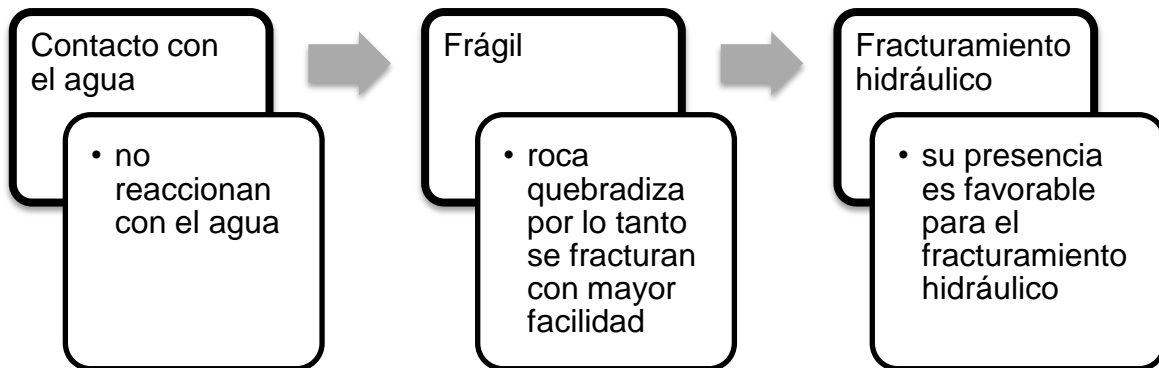 Contacto con
el agua
• no
reaccionan
con el agua
Frágil
• roca
quebradiza
por lo tanto
se fracturan
con mayor
facilidad
Fracturamiento
hidráulico
• su presencia
es favorable
para el
fracturamiento
hidráulico